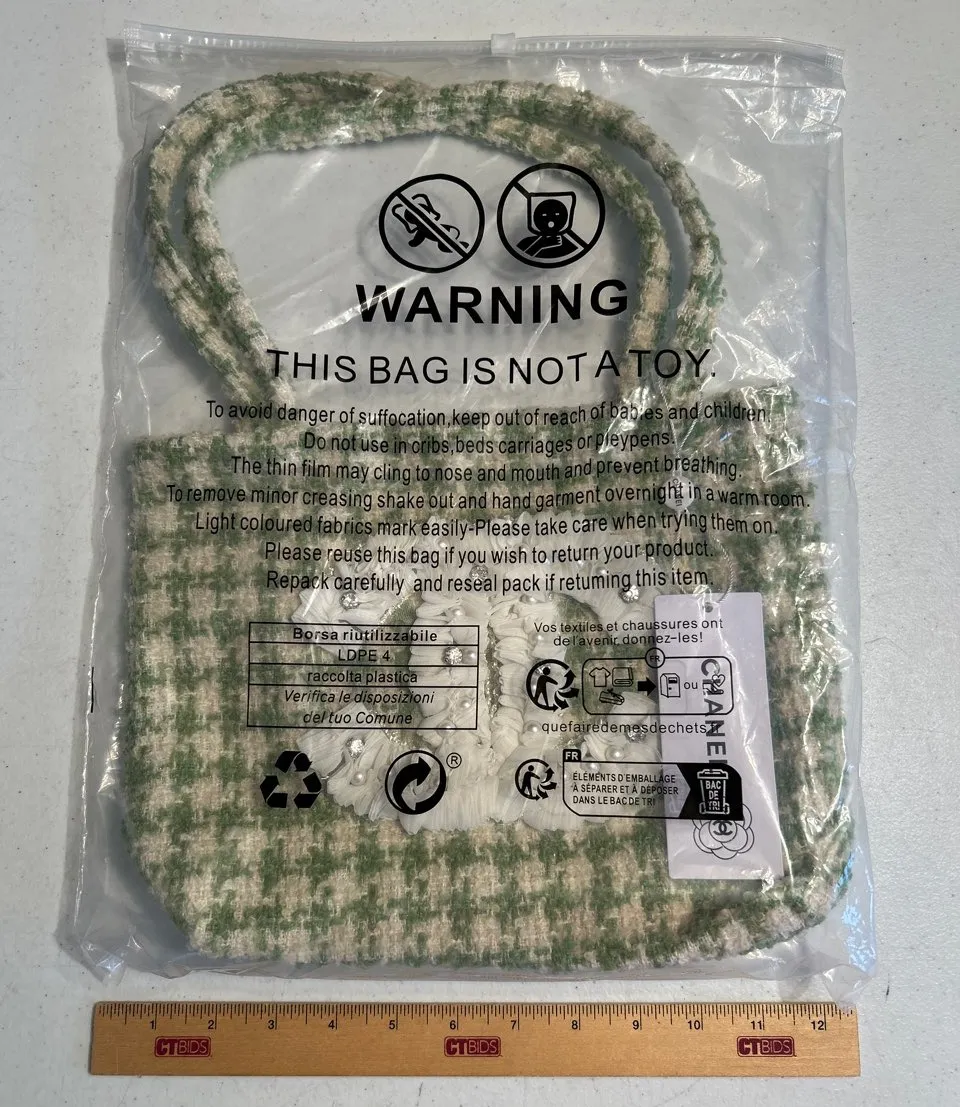 WARNING
THIS BAG IS NOT A TOY.
To avoid danger of suffocation,keep out of reach of babies and children.
Do not use in cribs,beds carriages or pleypens.
The thin film may cling to nose and mouth and prevent breathing.
To remove minor creasing shake out and hand garment overnight in a warm room.
Light coloured fabrics mark easily-Please take care when trying them on.
Please reuse this bag if you wish to return your product.
Repack carefully and reseal pack if retuming this item.
Borsa riutilizzabile
LDPE 4
raccolta plastica
Verifica le disposizioni
del tuo Comune
Vos textiles et chaussures ont
de l'avenir, donnez-les!
FR
ou
quefairedemesdechets.fr
®
FR
ÉLÉMENTS D'EMBALLAGE
À SÉPARER ET À DÉPOSER
DANS LE BAC DE TRI
BAC
DE
TRI
CHANEL
1 2 3 4 5 6 7 8 9 10 11 12
CTBIDS CTBIDS CTBIDS